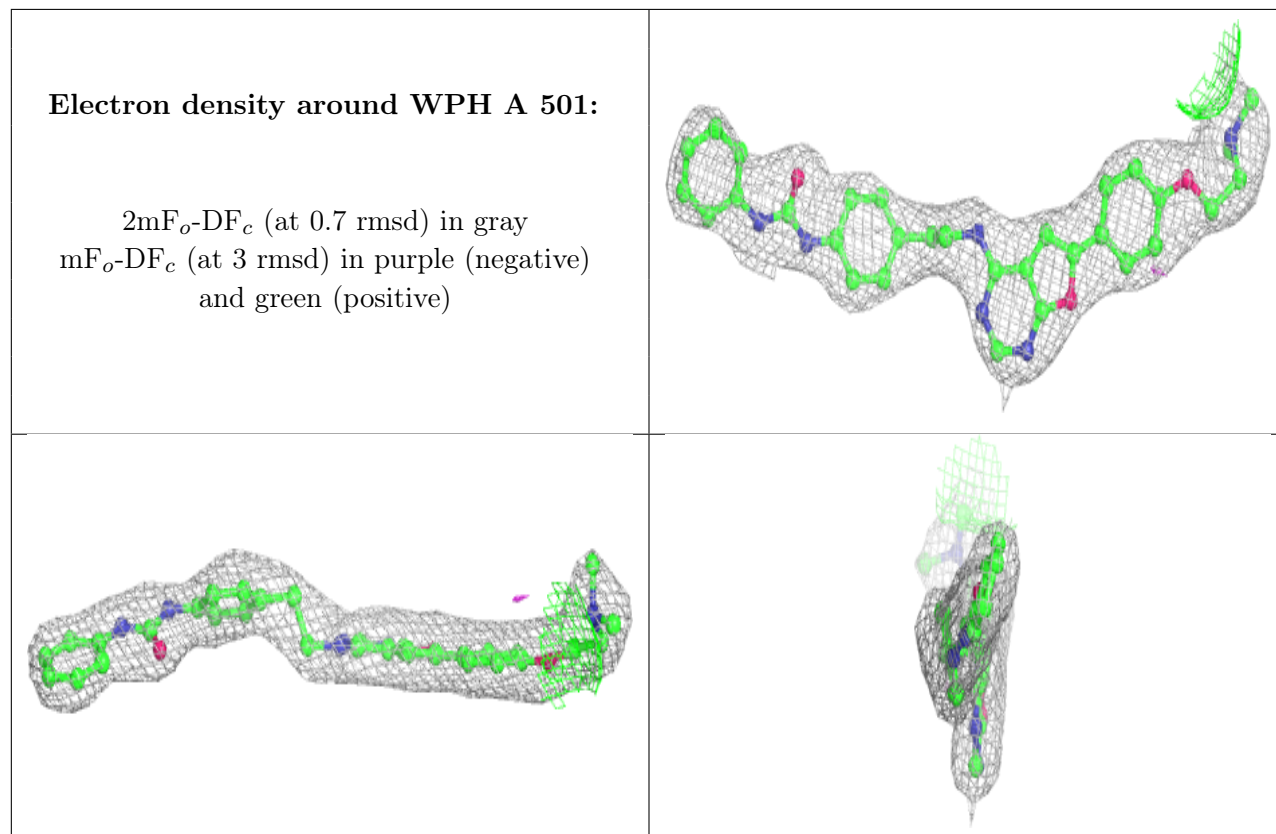 Electron density around WPH A 501:
2mFo-DFc (at 0.7 rmsd) in gray
mFo-DFc (at 3 rmsd) in purple (negative)
and green (positive)